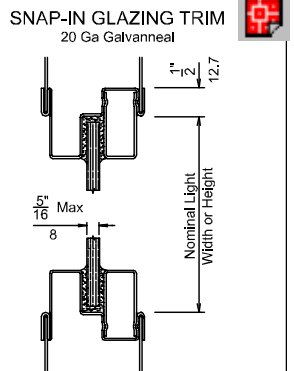 SNAP-IN GLAZING TRIM
20 Ga Galvanneal
1"
2
12.7
Nominal Light
Width or Height
5"
16
Max
8